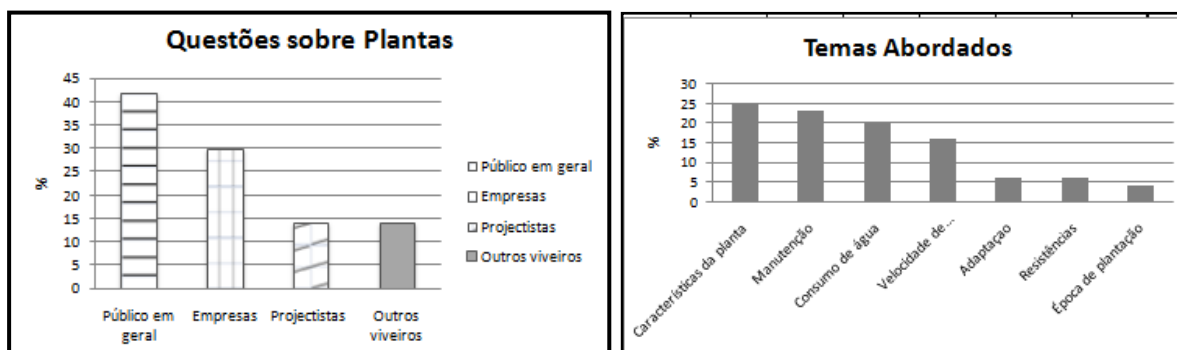 Questões sobre Plantas
45
40
35
30
25
20
15
10
5
0
%
Público em geral
Empresas
Projectistas
Outros viveiros
Público em
geral
Empresas
Projectistas
Outros
viveiros
Temas Abordados
30
25
20
15
10
5
0
%
Características da planta
Manutenção
Consumo de água
Velocidade de...
Adaptaçao
Resistências
Época de plantação